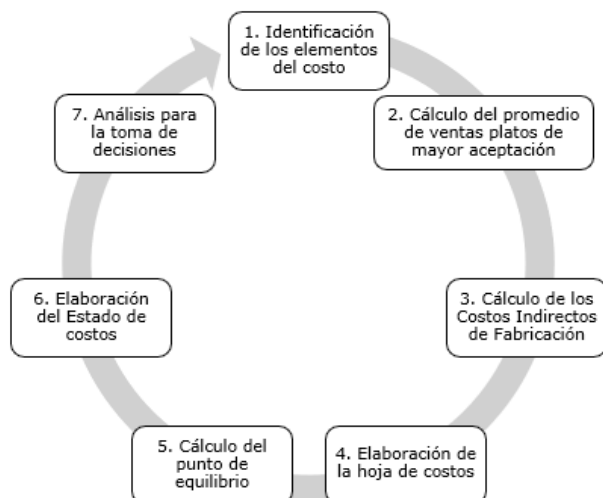 1. Identificación
de los elementos
del costo
2. Cálculo del promedio
de ventas platos de
mayor aceptación
3. Cálculo de los
Costos Indirectos
de Fabricación
4. Elaboración de
la hoja de costos
5. Cálculo del
punto de
equilibrio
6. Elaboración
del Estado de
costos
7. Análisis para
la toma de
decisiones